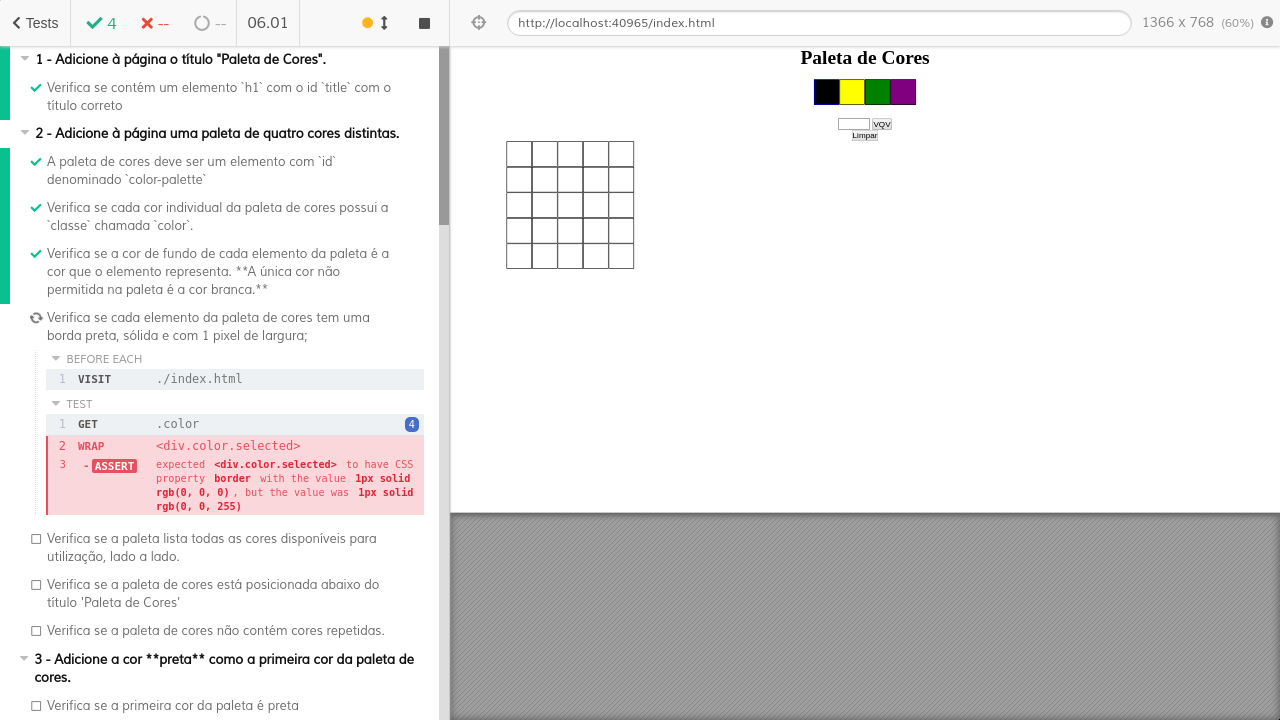 Tests
4
--
--
06.01
http://localhost:40965/index.html
1366 x 768 (60%)
1 - Adicione à página o título "Paleta de Cores".
Verifica se contém um elemento `h1` com o id `title` com o
título correto
2 - Adicione à página uma paleta de quatro cores distintas.
A paleta de cores deve ser um elemento com `id`
denominado `color-palette`
Verifica se cada cor individual da paleta de cores possui a
`classe` chamada `color`.
Verifica se a cor de fundo de cada elemento da paleta é a
cor que o elemento representa. **A única cor não
permitida na paleta é a cor branca.**
Verifica se cada elemento da paleta de cores tem uma
borda preta, sólida e com 1 pixel de largura;
BEFORE EACH
1 VISIT ./index.html
TEST
1 GET .color 4
2 WRAP <div.color.selected>
3 -ASSERT expected <div.color.selected> to have CSS
property border with the value 1px solid
rgb(0, 0, 0), but the value was 1px solid
rgb(0, 0, 255)
Verifica se a paleta lista todas as cores disponíveis para
utilização, lado a lado.
Verifica se a paleta de cores está posicionada abaixo do
título 'Paleta de Cores'
Verifica se a paleta de cores não contém cores repetidas.
3 - Adicione a cor **preta** como a primeira cor da paleta de
cores.
Verifica se a primeira cor da paleta é preta
Paleta de Cores
VQV
Limpar